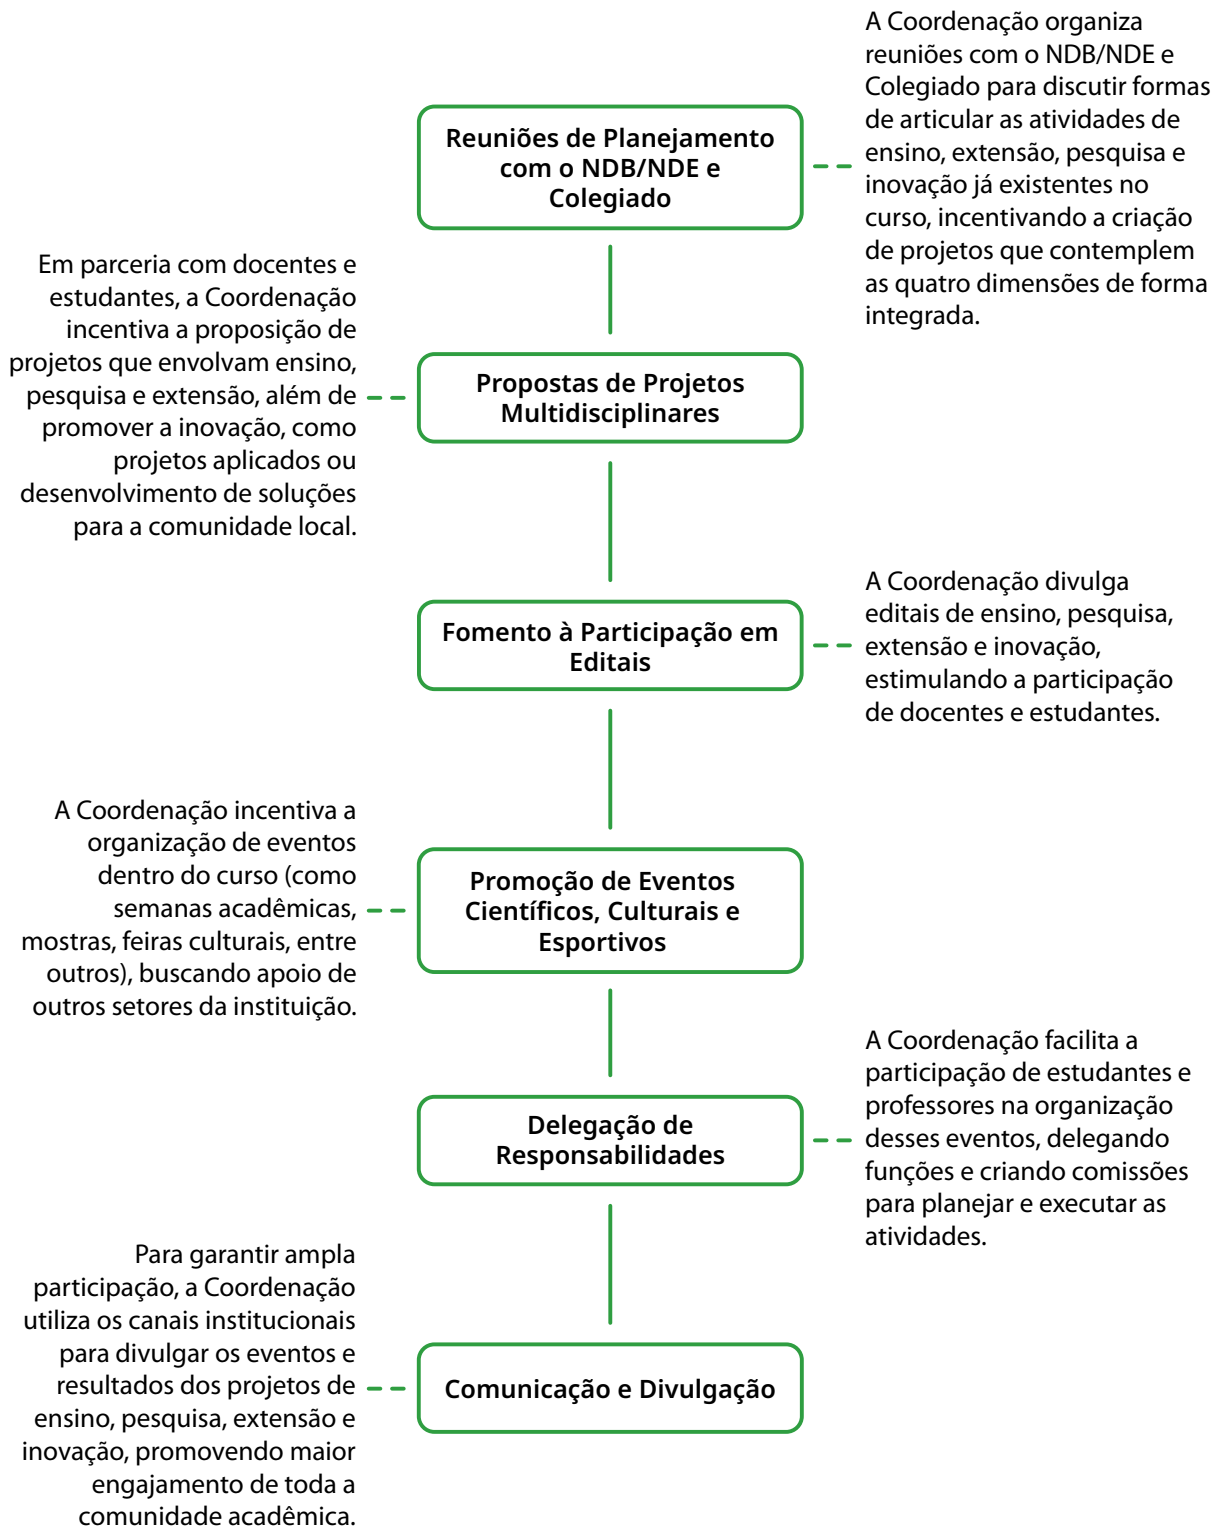 A Coordenação organiza
reuniões com o NDB/NDE e
Colegiado para discutir formas
de articular as atividades de
ensino, extensão, pesquisa e
inovação já existentes no
curso, incentivando a criação
de projetos que contemplem
as quatro dimensões de forma
integrada.
Reuniões de Planejamento
com o NDB/NDE e
Colegiado
Em parceria com docentes e
estudantes, a Coordenação
incentiva a proposição de
projetos que envolvam ensino,
pesquisa e extensão, além de
promover a inovação, como
projetos aplicados ou
desenvolvimento de soluções
para a comunidade local.
Propostas de Projetos
Multidisciplinares
A Coordenação divulga
editais de ensino, pesquisa,
extensão e inovação,
estimulando a participação
de docentes e estudantes.
Fomento à Participação em
Editais
A Coordenação incentiva a
organização de eventos
dentro do curso (como
semanas acadêmicas,
mostras, feiras culturais, entre
outros), buscando apoio de
outros setores da instituição.
Promoção de Eventos
Científicos, Culturais e
Esportivos
A Coordenação facilita a
participação de estudantes e
professores na organização
desses eventos, delegando
funções e criando comissões
para planejar e executar as
atividades.
Delegação de
Responsabilidades
Para garantir ampla
participação, a Coordenação
utiliza os canais institucionais
para divulgar os eventos e
resultados dos projetos de
ensino, pesquisa, extensão e
inovação, promovendo maior
engajamento de toda a
comunidade acadêmica.
Comunicação e Divulgação